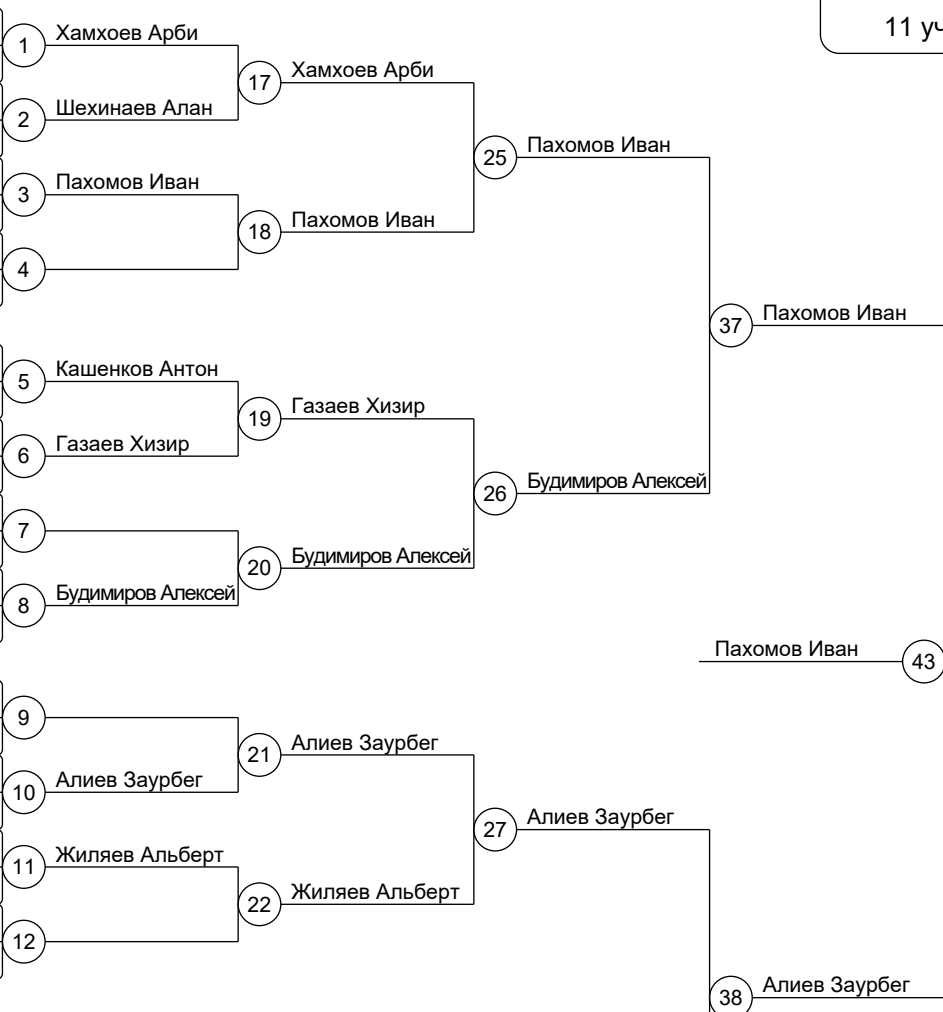 11 уч
1 Хамхоев Арби
17 Хамхоев Арби
2 Шехинаев Алан
25 Пахомов Иван
3 Пахомов Иван
18 Пахомов Иван
4
37 Пахомов Иван
5 Кашенков Антон
19 Газаев Хизир
6 Газаев Хизир
26 Будимиров Алексей
7
20 Будимиров Алексей
8 Будимиров Алексей
Пахомов Иван 43
9
21 Алиев Заурбег
10 Алиев Заурбег
27 Алиев Заурбег
11 Жиляев Альберт
22 Жиляев Альберт
12
38 Алиев Заурбег